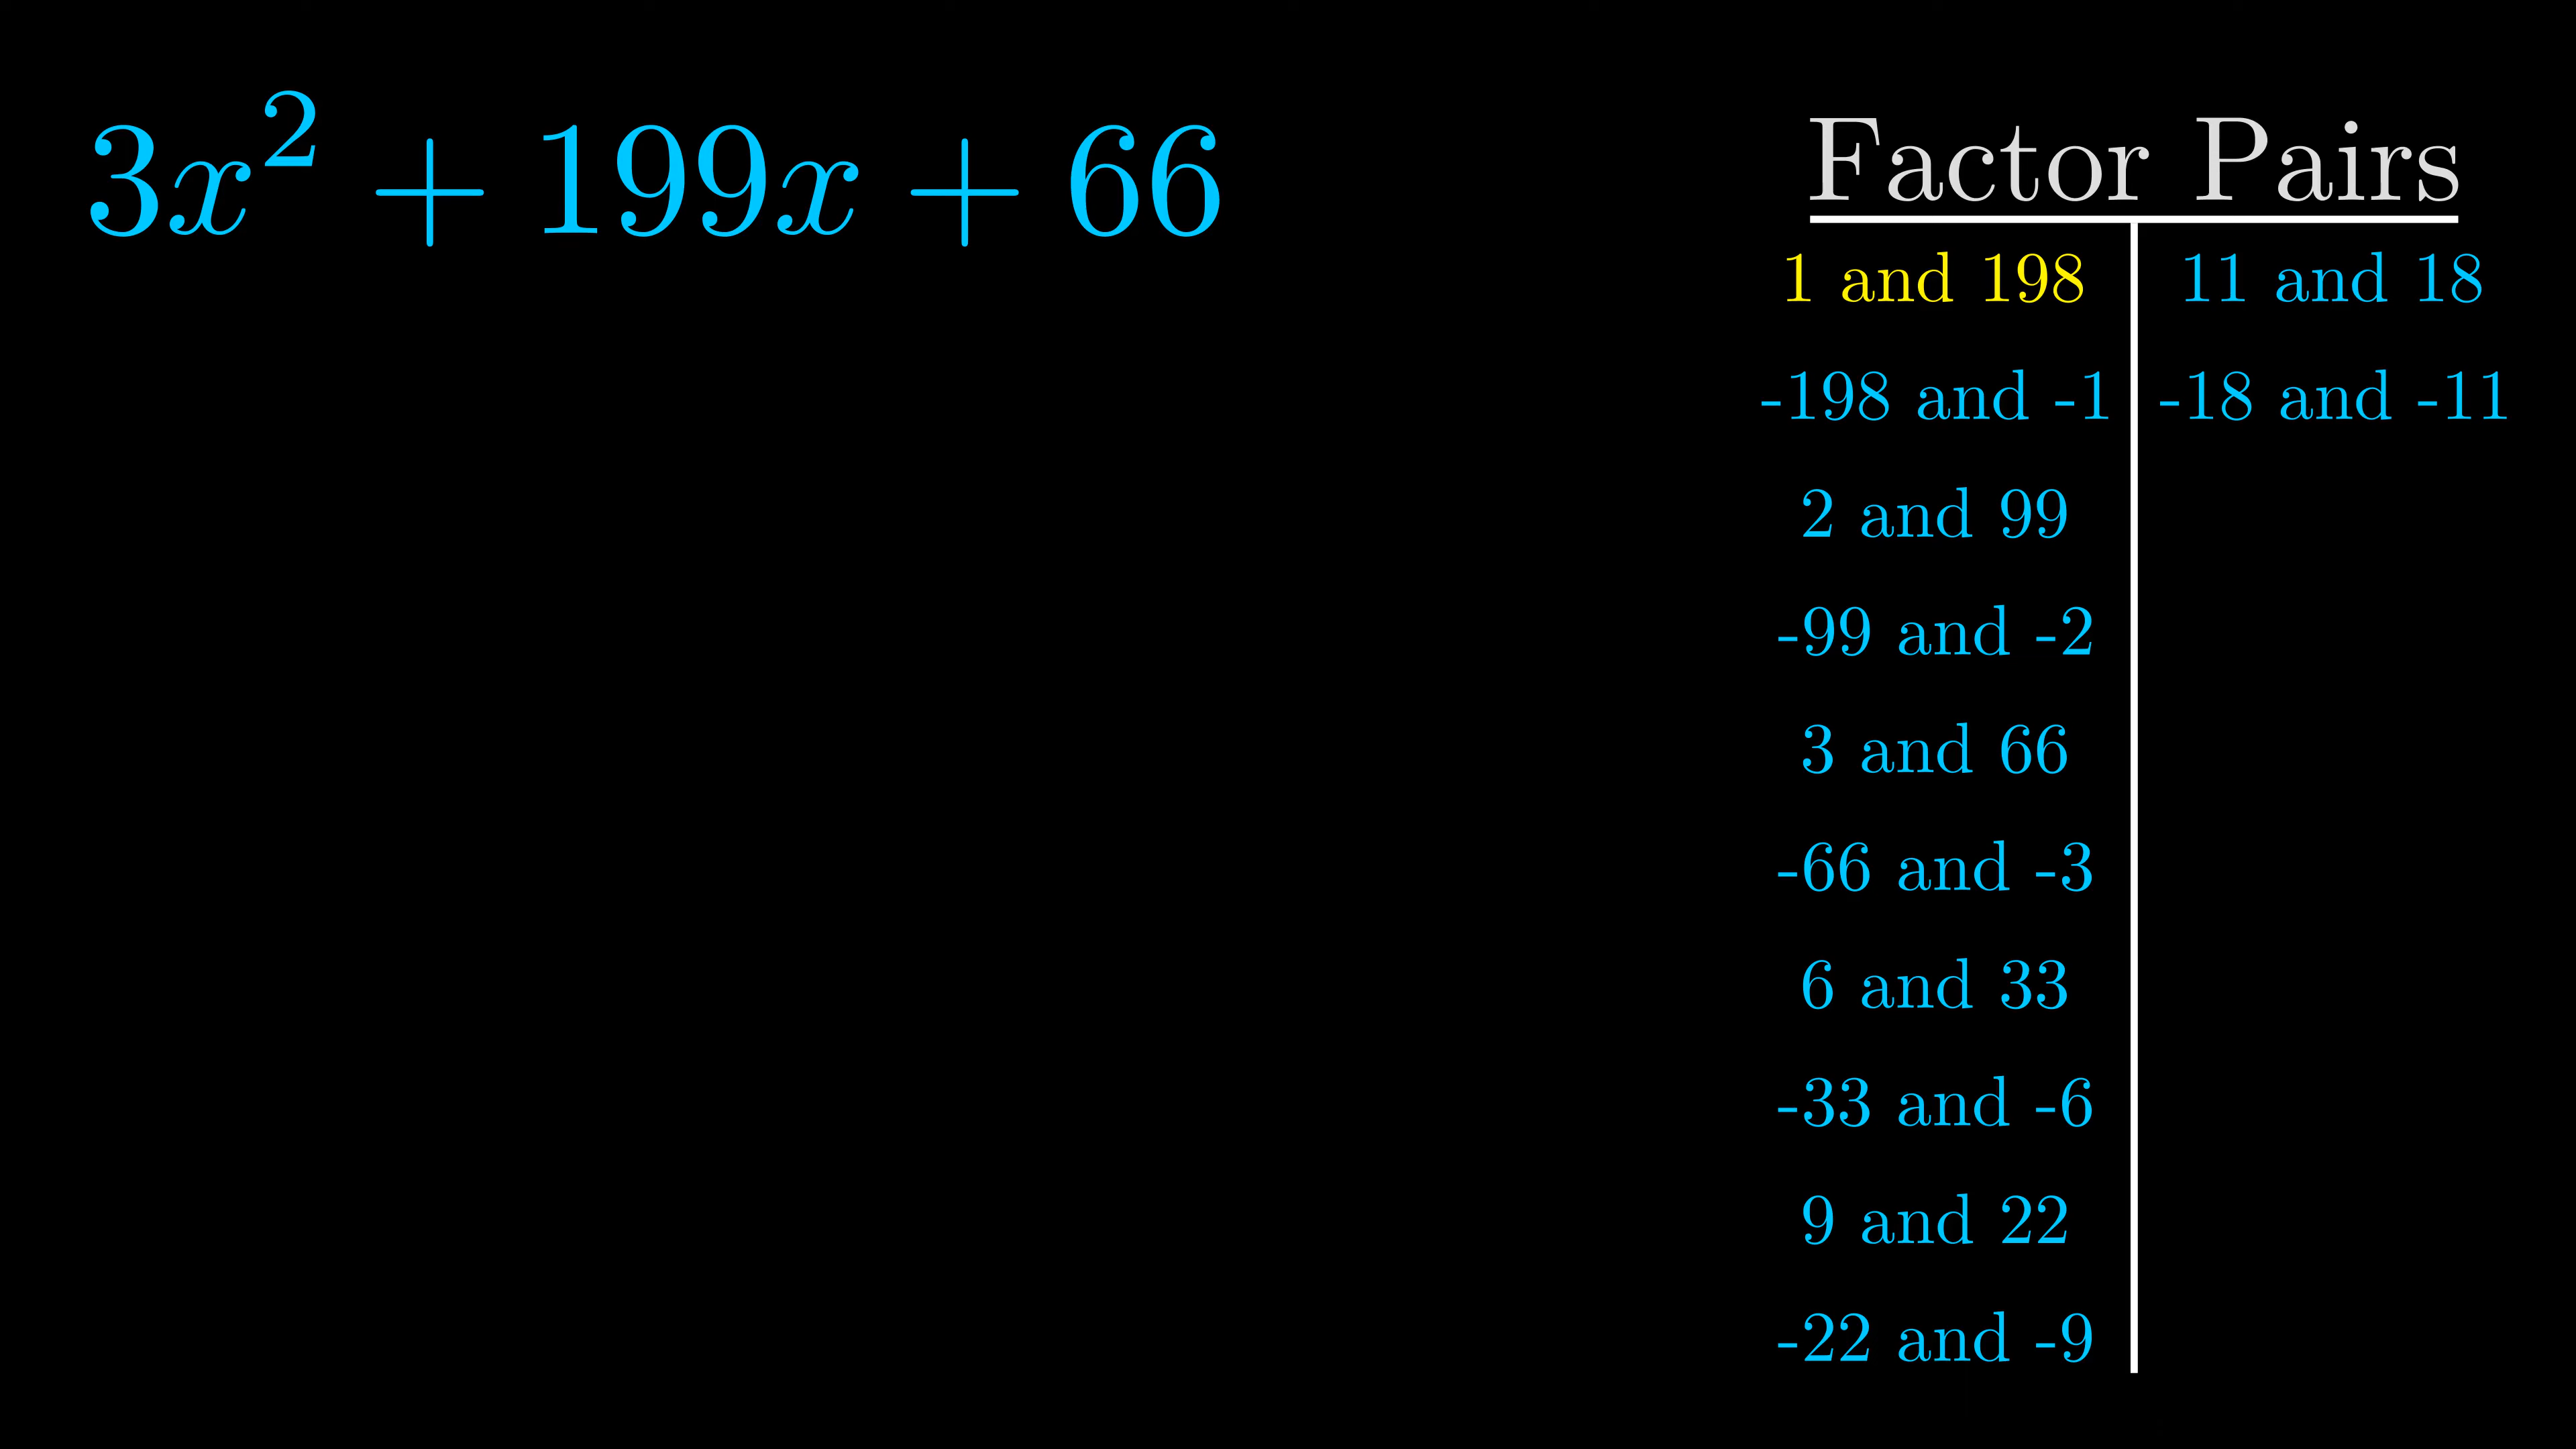 3x² + 199x + 66
Factor Pairs
1 and 198
-198 and -1
2 and 99
-99 and -2
3 and 66
-66 and -3
6 and 33
-33 and -6
9 and 22
-22 and -9
11 and 18
-18 and -11